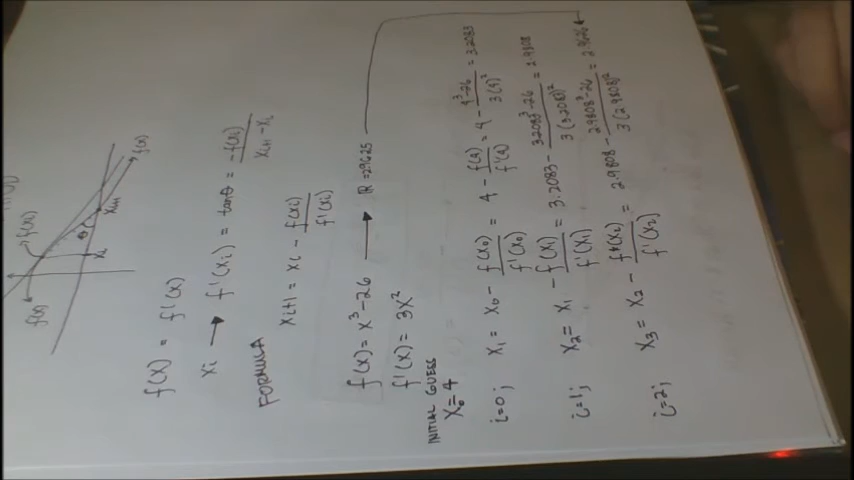 f(x)
f(xi)
θ
xi
xi+1
f(x)
f(x) = f'(x)
xi → f'(xi) = tanθ = -f(xi) / xi+1 - xi
FORMULA
xi+1 = xi - f(xi) / f'(xi)
f(x) = x³-26 → R =2.9625
f'(x) = 3x²
INITIAL GUESS
x₀=4
i=0; x₁ = x₀ - f(x₀) / f'(x₀) = 4 - f(4) / f'(4) = 4 - 4³-26 / 3(4)² = 3.2083
i=1; x₂ = x₁ - f(x₁) / f'(x₁) = 3.2083 - 3.2083³-26 / 3(3.2083)² = 2.9808
i=2; x₃ = x₂ - f(x₂) / f'(x₂) = 2.9808 - 2.9808³-26 / 3(2.9808)² = 2.9626